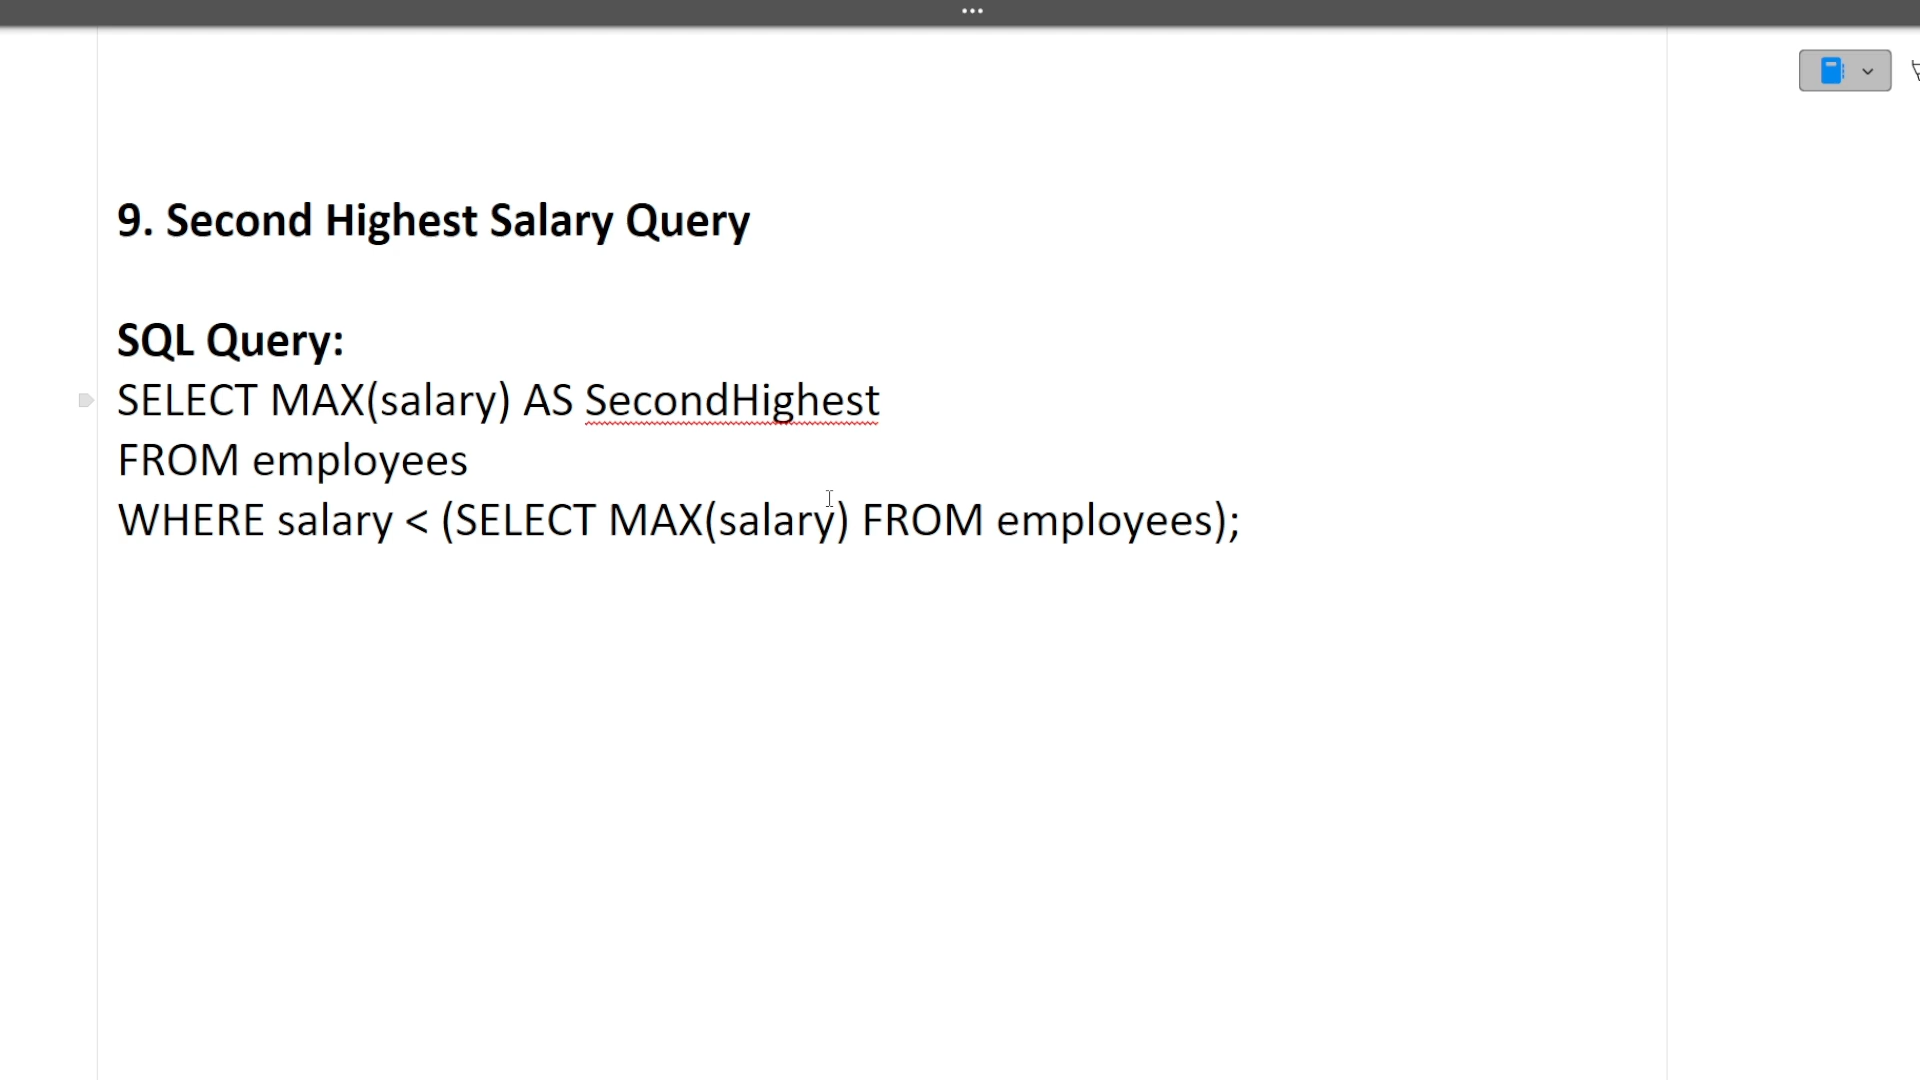 9. Second Highest Salary Query
SQL Query:
SELECT MAX(salary) AS SecondHighest
FROM employees
WHERE salary < (SELECT MAX(salary) FROM employees);